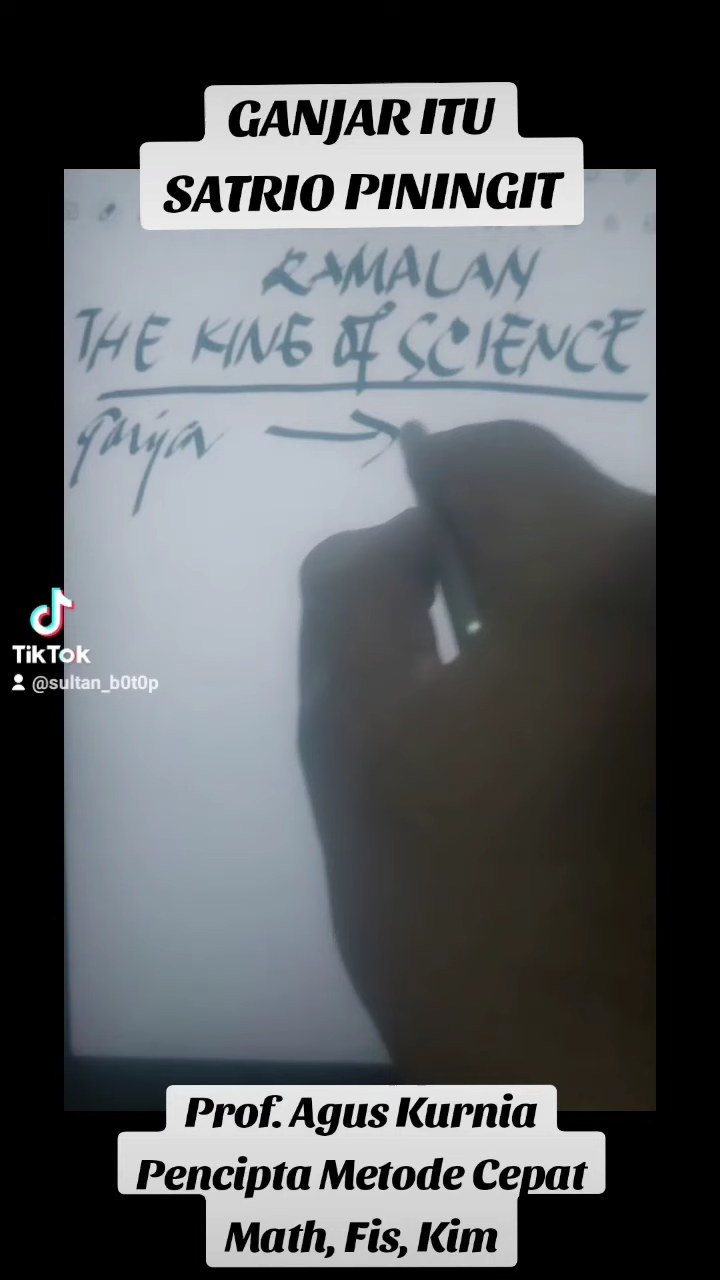 GANJAR ITU
SATRIO PININGIT
RAMALAN
THE KING of SCIENCE
Ganjar
TikTok
@sultan_b0t0p
Prof. Agus Kurnia
Pencipta Metode Cepat
Math, Fis, Kim